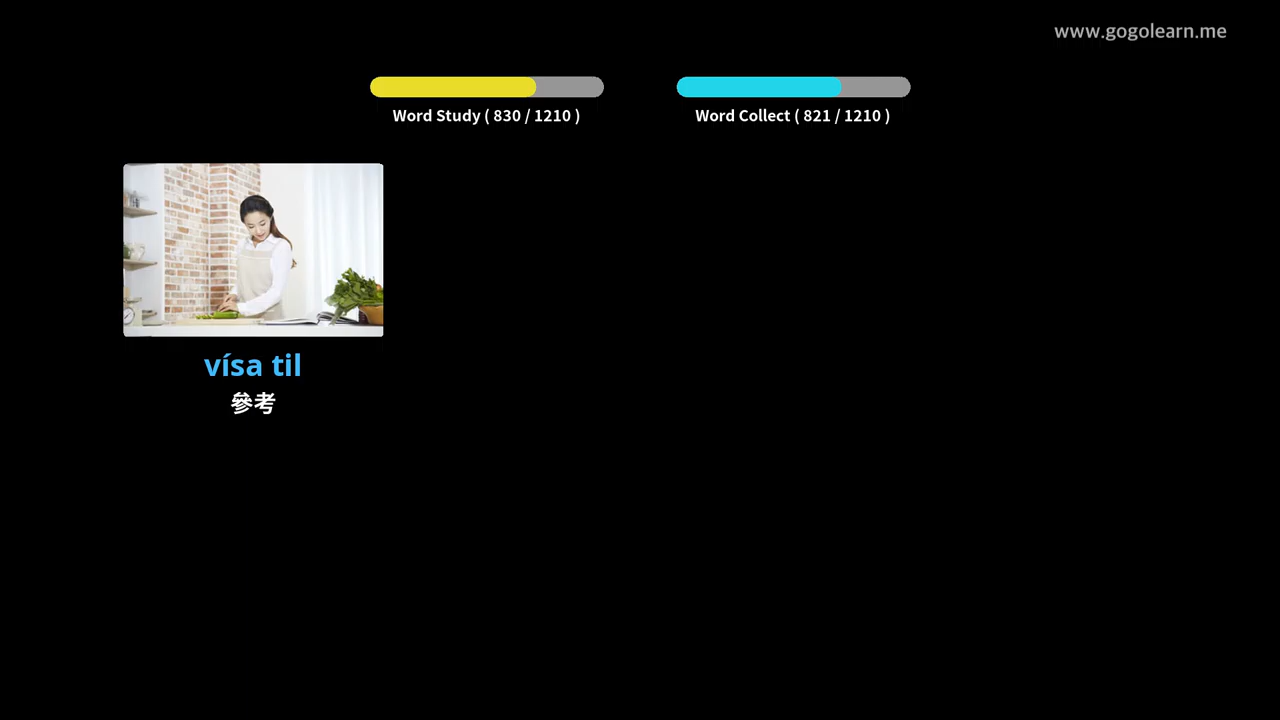 www.gogolearn.me
Word Study ( 830 / 1210 )
Word Collect ( 821 / 1210 )
vísa til
參考